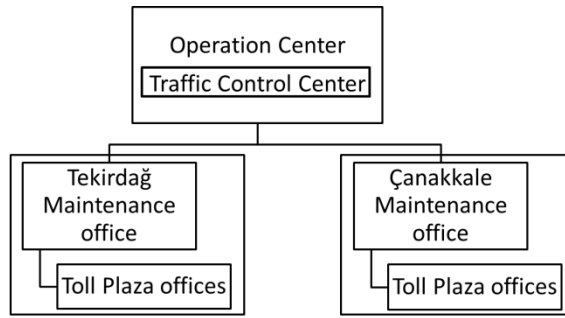 Operation Center
Traffic Control Center
Tekirdağ
Maintenance
office
Toll Plaza offices
Çanakkale
Maintenance
office
Toll Plaza offices